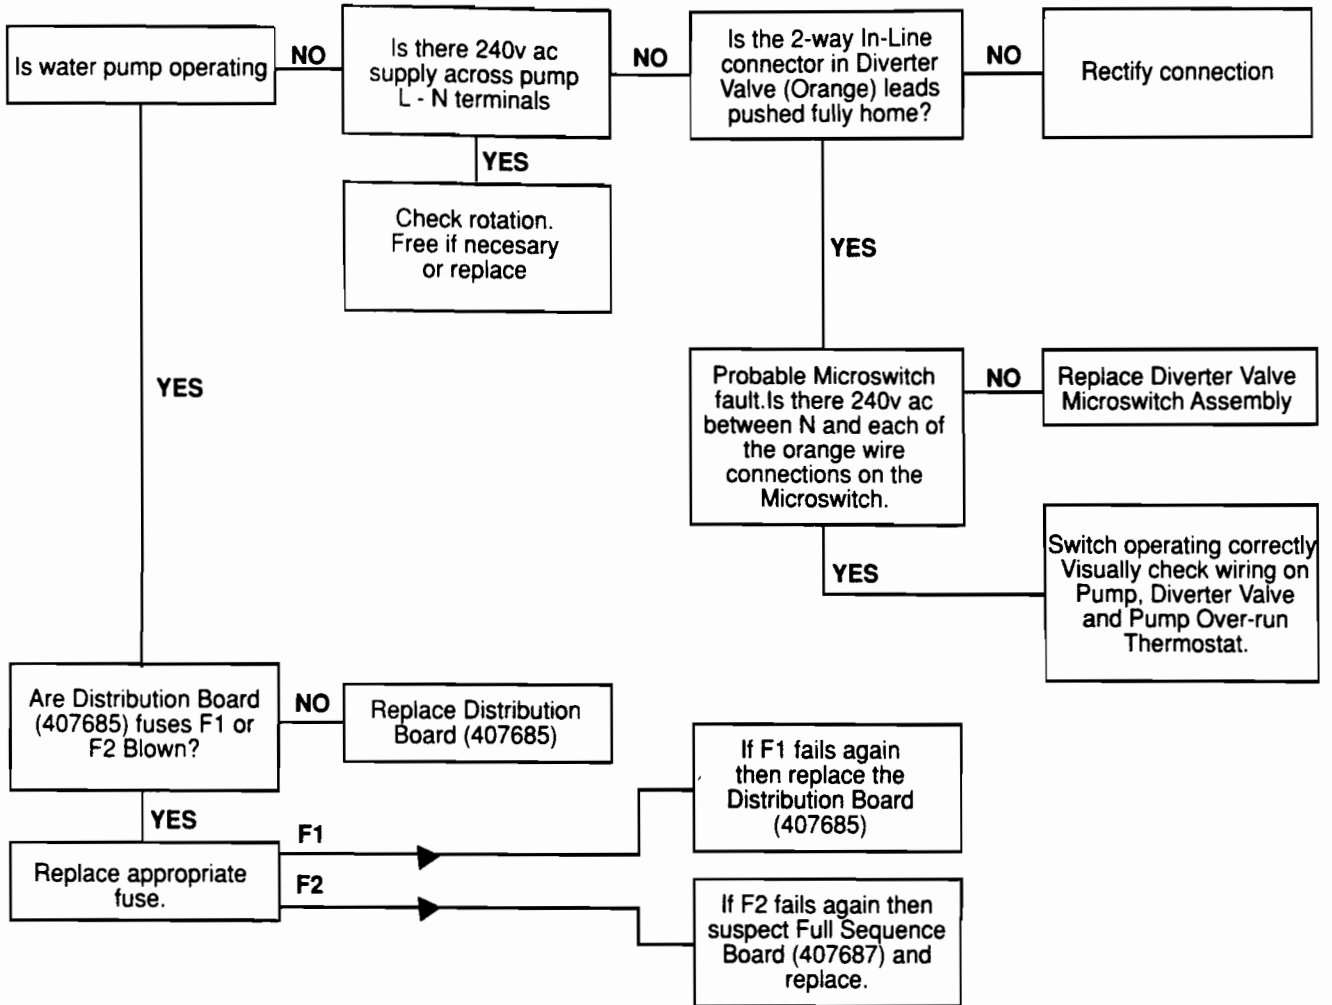 Is water pump operating
NO
Is there 240v ac
supply across pump
L - N terminals
NO
Is the 2-way In-Line
connector in Diverter
Valve (Orange) leads
pushed fully home?
NO
Rectify connection
YES
Check rotation.
Free if necesary
or replace
YES
YES
Probable Microswitch
fault.Is there 240v ac
between N and each of
the orange wire
connections on the
Microswitch.
NO
Replace Diverter Valve
Microswitch Assembly
YES
Switch operating correctly
Visually check wiring on
Pump, Diverter Valve
and Pump Over-run
Thermostat.
Are Distribution Board
(407685) fuses F1 or
F2 Blown?
NO
Replace Distribution
Board (407685)
YES
Replace appropriate
fuse.
F1
If F1 fails again
then replace the
Distribution Board
(407685)
F2
If F2 fails again then
suspect Full Sequence
Board (407687) and
replace.